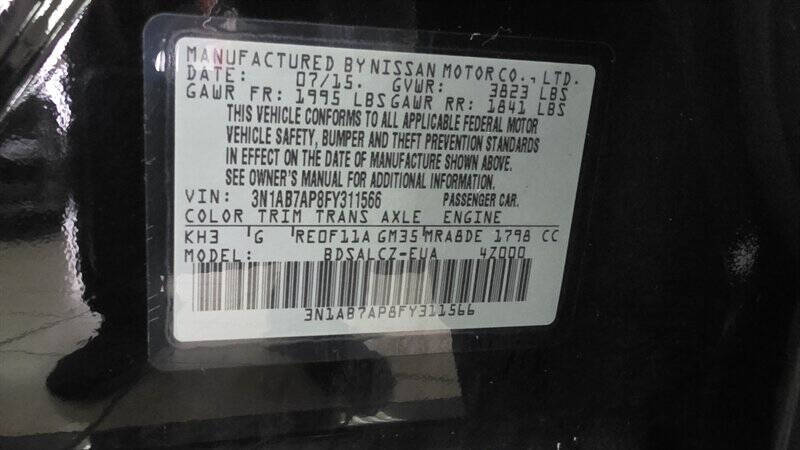 MANUFACTURED BY NISSAN MOTOR CO., LTD.
DATE: 07/15. GVWR: 3823 LBS
GAWR FR: 1995 LBS GAWR RR: 1841 LBS
THIS VEHICLE CONFORMS TO ALL APPLICABLE FEDERAL MOTOR
VEHICLE SAFETY, BUMPER AND THEFT PREVENTION STANDARDS
IN EFFECT ON THE DATE OF MANUFACTURE SHOWN ABOVE.
SEE OWNER'S MANUAL FOR ADDITIONAL INFORMATION.
VIN: 3N1AB7AP8FY311566 PASSENGER CAR.
COLOR TRIM TRANS AXLE ENGINE
KH3 'G 'RE0F11A GM35 'MRA8DE 1798 CC
MODEL: BDSALCZ-EUA 4Z000
3N1AB7AP8FY311566